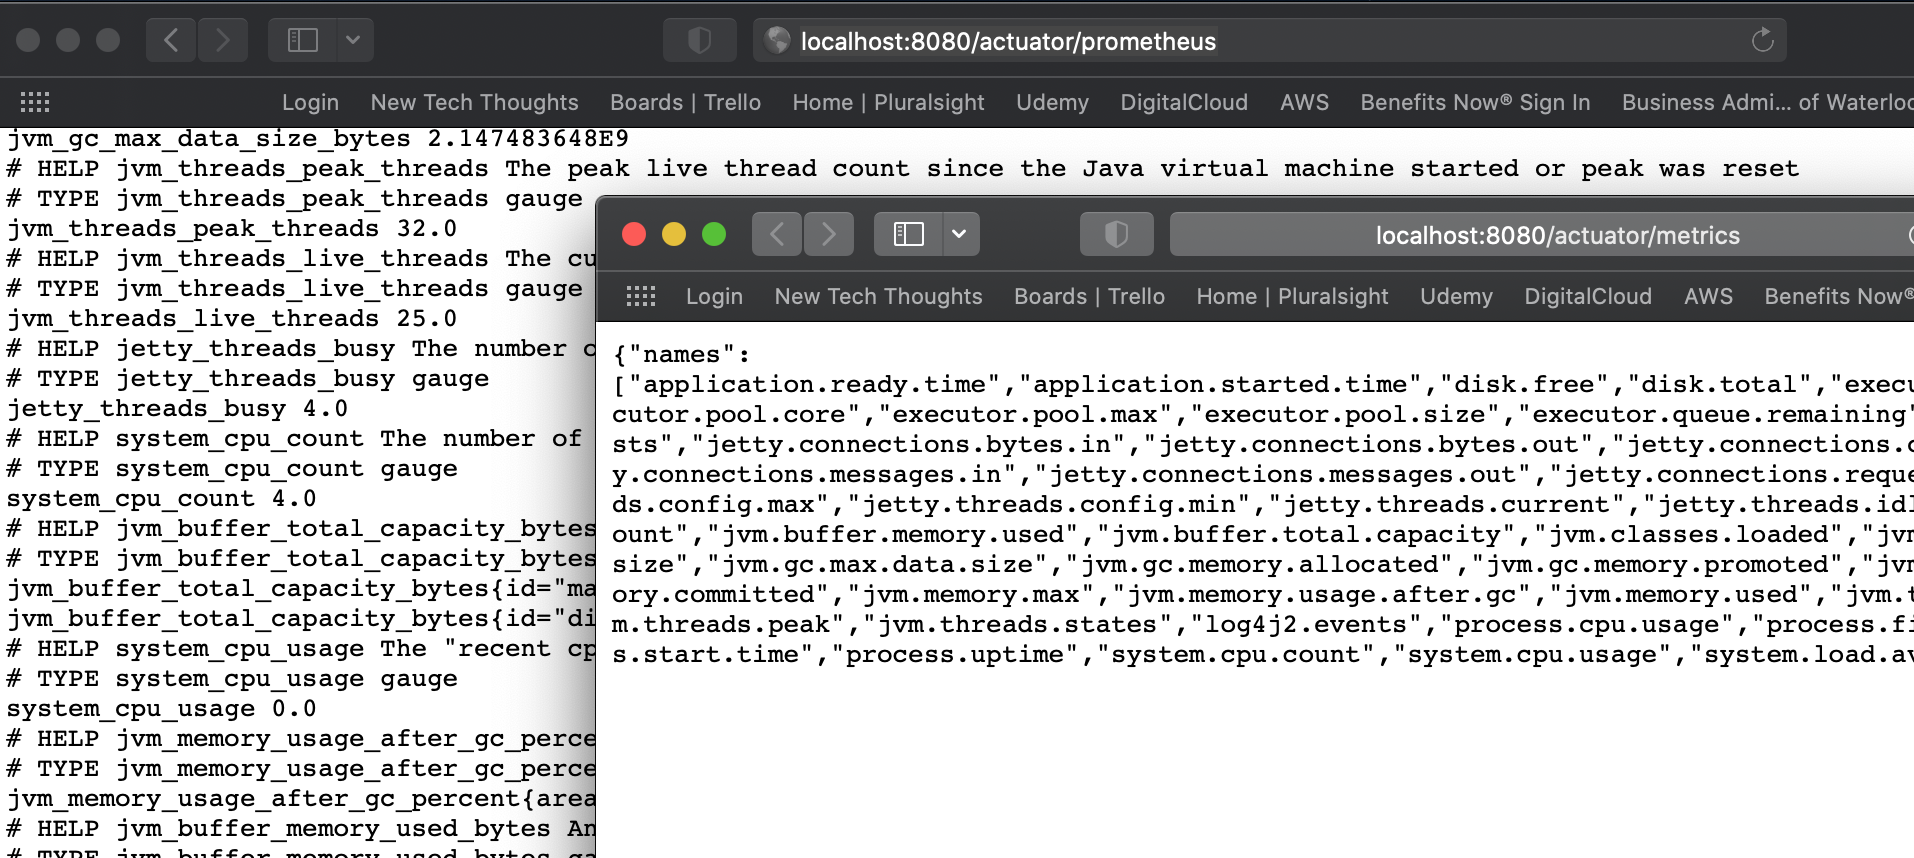 localhost:8080/actuator/prometheus
Login New Tech Thoughts Boards | Trello Home | Pluralsight Udemy DigitalCloud AWS Benefits Now® Sign In Business Admi... of Waterloo
jvm_gc_max_data_size_bytes 2.147483648E9
# HELP jvm_threads_peak_threads The peak live thread count since the Java virtual machine started or peak was reset
# TYPE jvm_threads_peak_threads gauge
jvm_threads_peak_threads 32.0
# HELP jvm_threads_live_threads The cu
# TYPE jvm_threads_live_threads gauge
jvm_threads_live_threads 25.0
# HELP jetty_threads_busy The number o
# TYPE jetty_threads_busy gauge
jetty_threads_busy 4.0
# HELP system_cpu_count The number of
# TYPE system_cpu_count gauge
system_cpu_count 4.0
# HELP jvm_buffer_total_capacity_bytes
# TYPE jvm_buffer_total_capacity_bytes
jvm_buffer_total_capacity_bytes{id="ma
jvm_buffer_total_capacity_bytes{id="di
# HELP system_cpu_usage The "recent cp
# TYPE system_cpu_usage gauge
system_cpu_usage 0.0
# HELP jvm_memory_usage_after_gc_perce
# TYPE jvm_memory_usage_after_gc_perce
jvm_memory_usage_after_gc_percent{area
# HELP jvm_buffer_memory_used_bytes An
# TYPE jvm_buffer_memory_used_bytes ga
localhost:8080/actuator/metrics
Login New Tech Thoughts Boards | Trello Home | Pluralsight Udemy DigitalCloud AWS Benefits Now®
{"names":
["application.ready.time","application.started.time","disk.free","disk.total","execu
cutor.pool.core","executor.pool.max","executor.pool.size","executor.queue.remaining"
sts","jetty.connections.bytes.in","jetty.connections.bytes.out","jetty.connections.c
y.connections.messages.in","jetty.connections.messages.out","jetty.connections.reque
ds.config.max","jetty.threads.config.min","jetty.threads.current","jetty.threads.idl
ount","jvm.buffer.memory.used","jvm.buffer.total.capacity","jvm.classes.loaded","jvm
size","jvm.gc.max.data.size","jvm.gc.memory.allocated","jvm.gc.memory.promoted","jvm
ory.committed","jvm.memory.max","jvm.memory.usage.after.gc","jvm.memory.used","jvm.t
m.threads.peak","jvm.threads.states","log4j2.events","process.cpu.usage","process.fi
s.start.time","process.uptime","system.cpu.count","system.cpu.usage","system.load.av